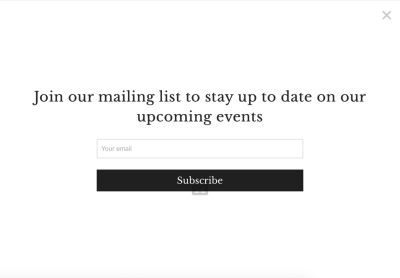 Join our mailing list to stay up to date on our
upcoming events
Your email
Subscribe